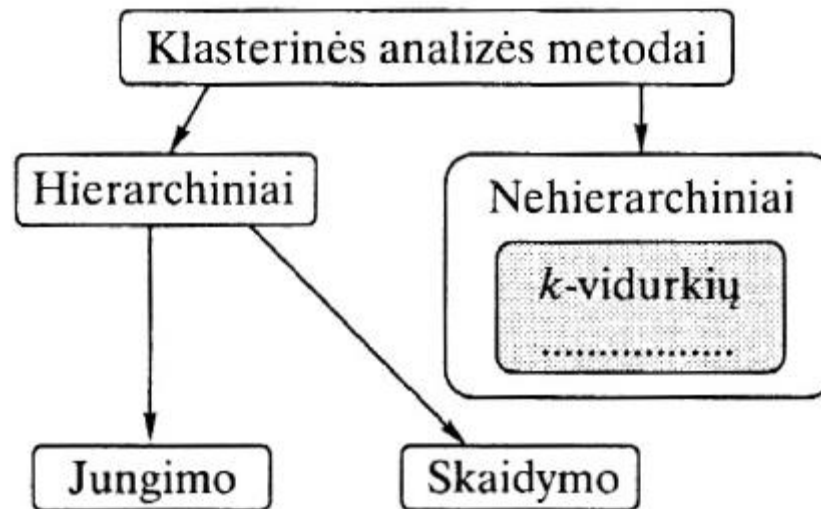 Klasterinės analizės metodai
Hierarchiniai
Nehierarchiniai
k-vidurkių
.................
Jungimo
Skaidymo